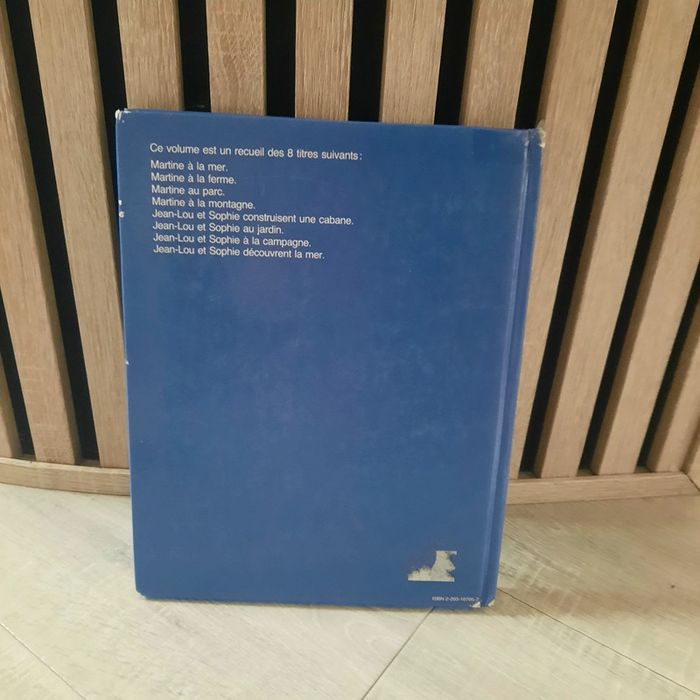 Ce volume est un recueil des 8 titres suivants :
Martine à la mer.
Martine à la ferme.
Martine au parc.
Martine à la montagne.
Jean-Lou et Sophie construisent une cabane.
Jean-Lou et Sophie au jardin.
Jean-Lou et Sophie à la campagne.
Jean-Lou et Sophie découvrent la mer.
ISBN